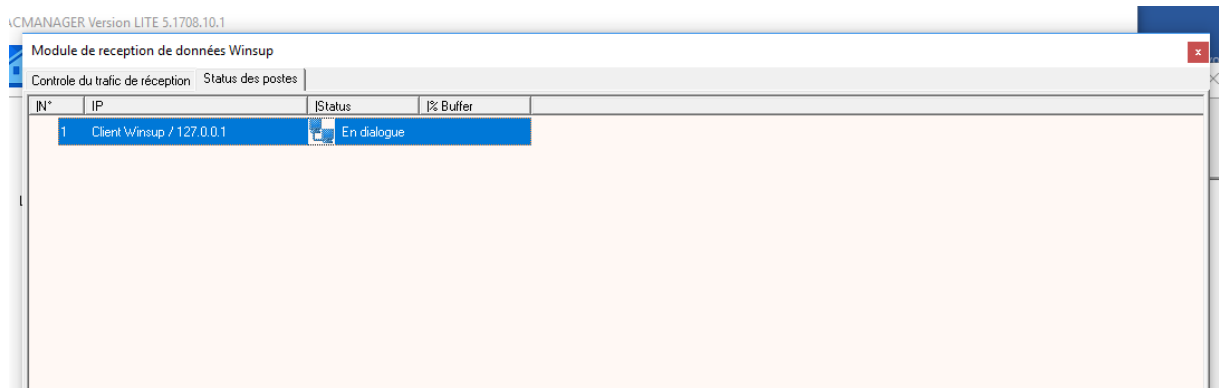 ACMANAGER Version LITE 5.1708.10.1
Module de reception de données Winsup
x
Controle du trafic de réception Status des postes
N° IP Status % Buffer
1 Client Winsup / 127.0.0.1 En dialogue